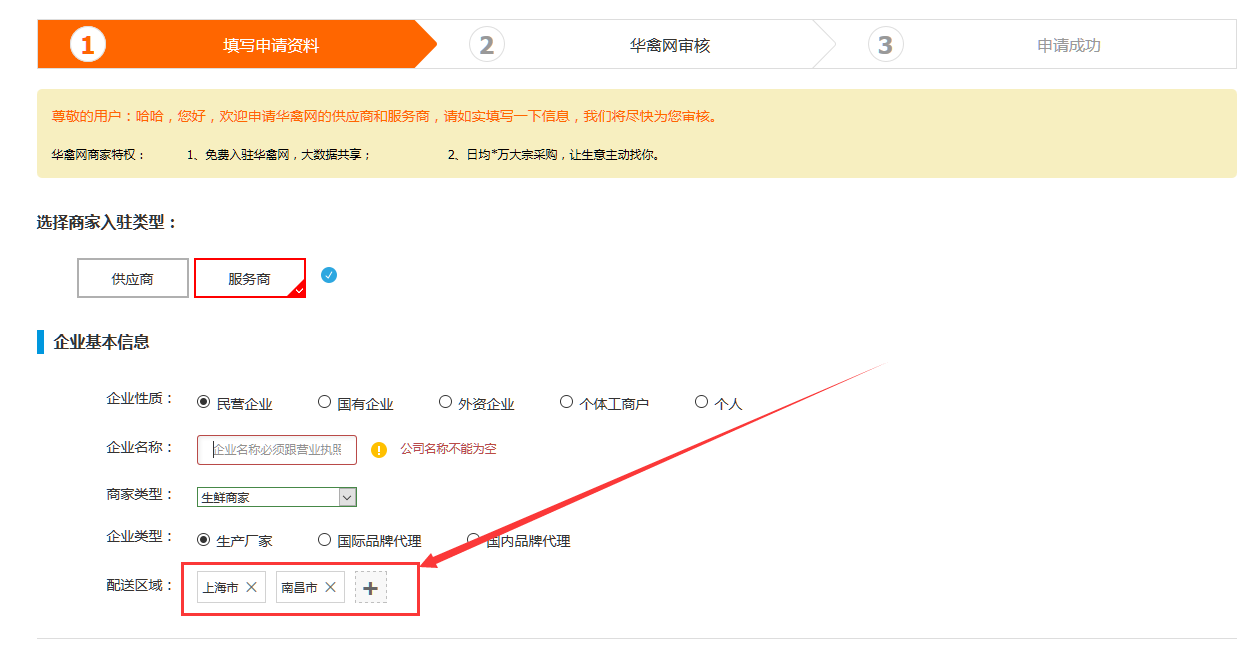 1 填写申请资料 2 华禽网审核 3 申请成功
尊敬的用户：哈哈，您好，欢迎申请华禽网的供应商和服务商，请如实填写一下信息，我们将尽快为您审核。
华禽网商家特权： 1、免费入驻华禽网，大数据共享； 2、日均*万大宗采购，让生意主动找你。
选择商家入驻类型：
供应商 服务商
企业基本信息
企业性质： 民营企业 国有企业 外资企业 个体工商户 个人
企业名称： 企业名称必须跟营业执照 公司名称不能为空
商家类型： 生鲜商家
企业类型： 生产厂家 国际品牌代理 国内品牌代理
配送区域： 上海市 南昌市